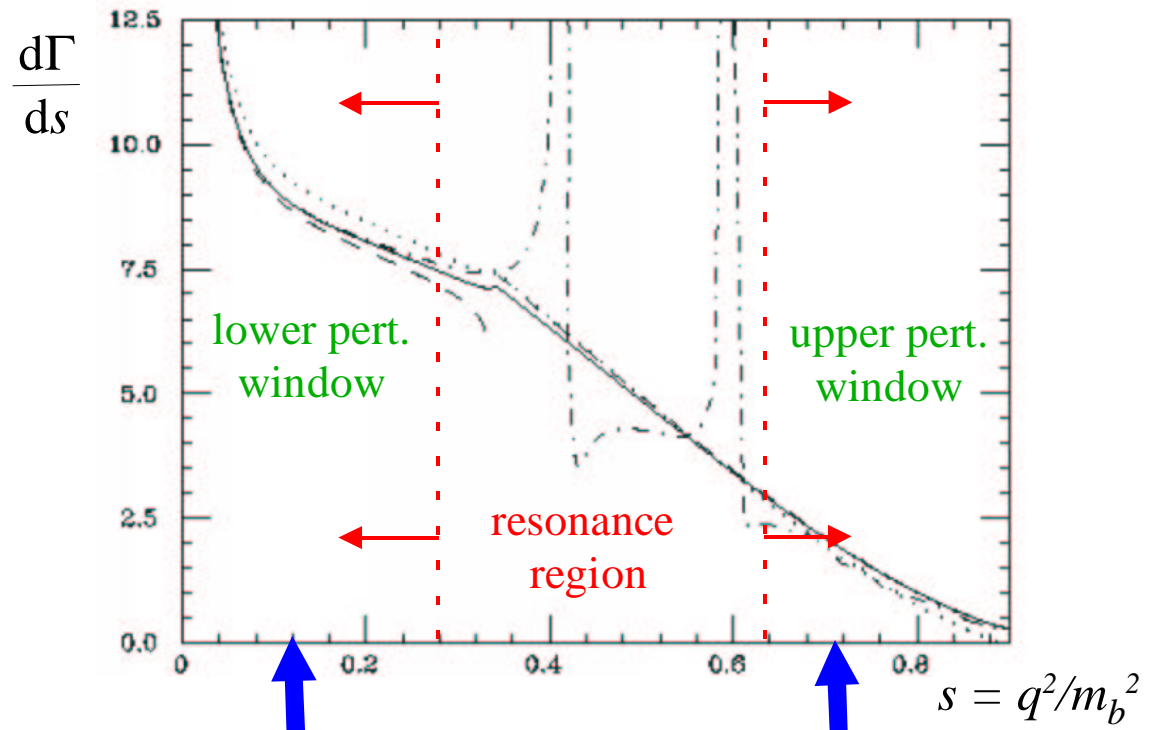 dΓ
ds
12.5
10.0
7.5
5.0
2.5
0.0
lower pert.
window
resonance
region
upper pert.
window
0 0.2 0.4 0.6 0.8
s = q²/m_b²